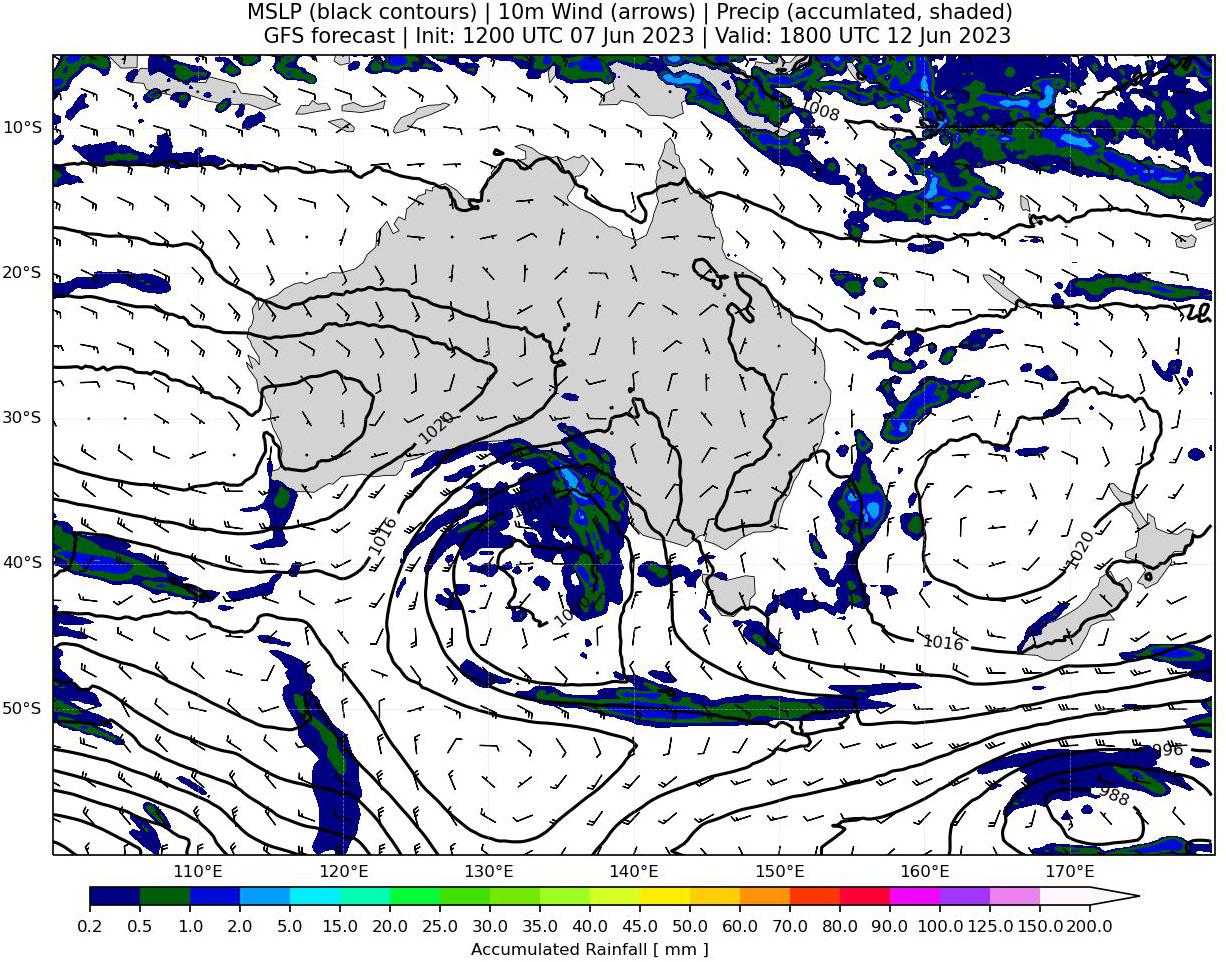 MSLP (black contours) | 10m Wind (arrows) | Precip (accumlated, shaded)
GFS forecast | Init: 1200 UTC 07 Jun 2023 | Valid: 1800 UTC 12 Jun 2023
1008
10°S
20°S
30°S
1020
1004
1016
40°S
1020
1000
1016
50°S
996
988
110°E 120°E 130°E 140°E 150°E 160°E 170°E
0.2 0.5 1.0 2.0 5.0 10.0 15.0 20.0 25.0 30.0 35.0 40.0 45.0 50.0 60.0 70.0 80.0 90.0 100.0 125.0 150.0 200.0
Accumulated Rainfall [ mm ]